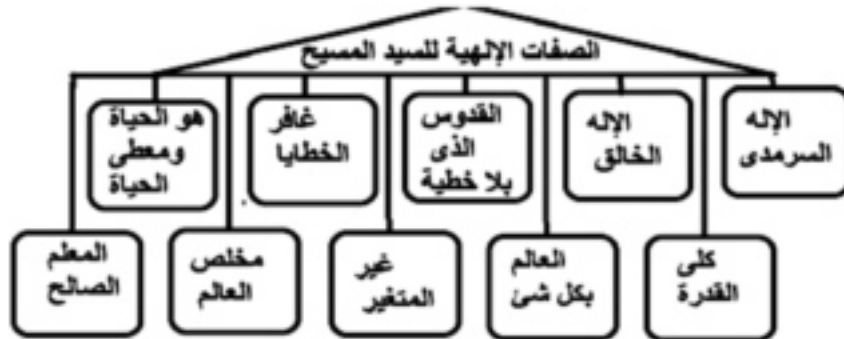 الصفات الإلهية للسيد المسيح
الإله
السرمدى
الإله
الخالق
القدوس
الذى
بلا خطية
غافر
الخطايا
هو الحياة
ومعطى
الحياة
كلى
القدرة
العالم
بكل شئ
غير
المتغير
مخلص
العالم
المعلم
الصالح